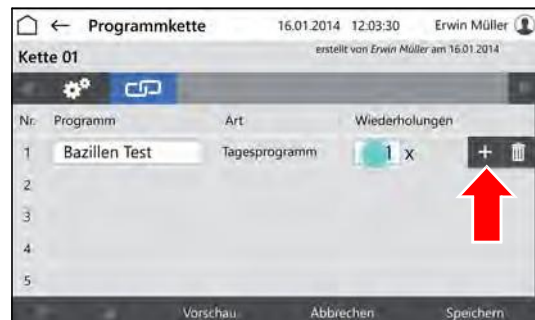 Programmkette 16.01.2014 12:03:30 Erwin Müller
Kette 01 erstellt von Erwin Müller am 16.01.2014
Nr. Programm Art Wiederholungen
1 Bazillen Test Tagesprogramm 1 x
2
3
4
5
Vorschau Abbrechen Speichern